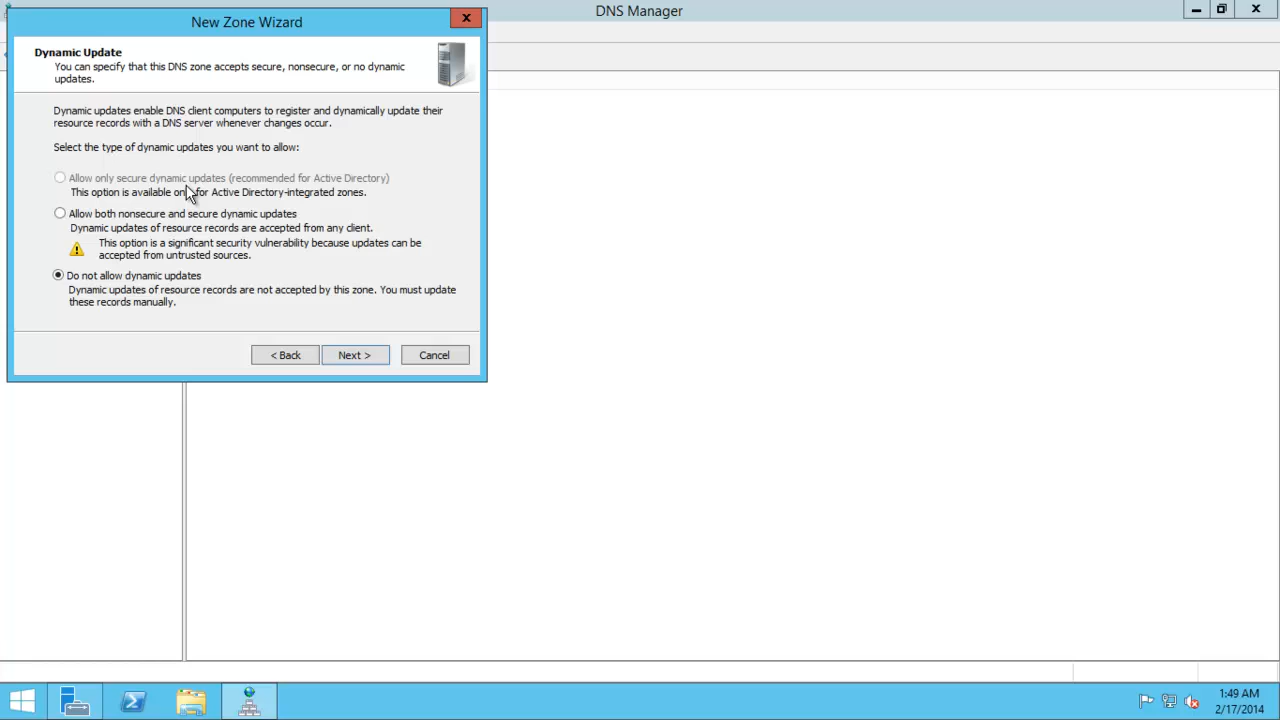 New Zone Wizard
X
DNS Manager
Dynamic Update
You can specify that this DNS zone accepts secure, nonsecure, or no dynamic
updates.
Dynamic updates enable DNS client computers to register and dynamically update their
resource records with a DNS server whenever changes occur.
Select the type of dynamic updates you want to allow:
Allow only secure dynamic updates (recommended for Active Directory)
This option is available only for Active Directory-integrated zones.
Allow both nonsecure and secure dynamic updates
Dynamic updates of resource records are accepted from any client.
This option is a significant security vulnerability because updates can be
accepted from untrusted sources.
Do not allow dynamic updates
Dynamic updates of resource records are not accepted by this zone. You must update
these records manually.
< Back
Next >
Cancel
1:49 AM
2/17/2014